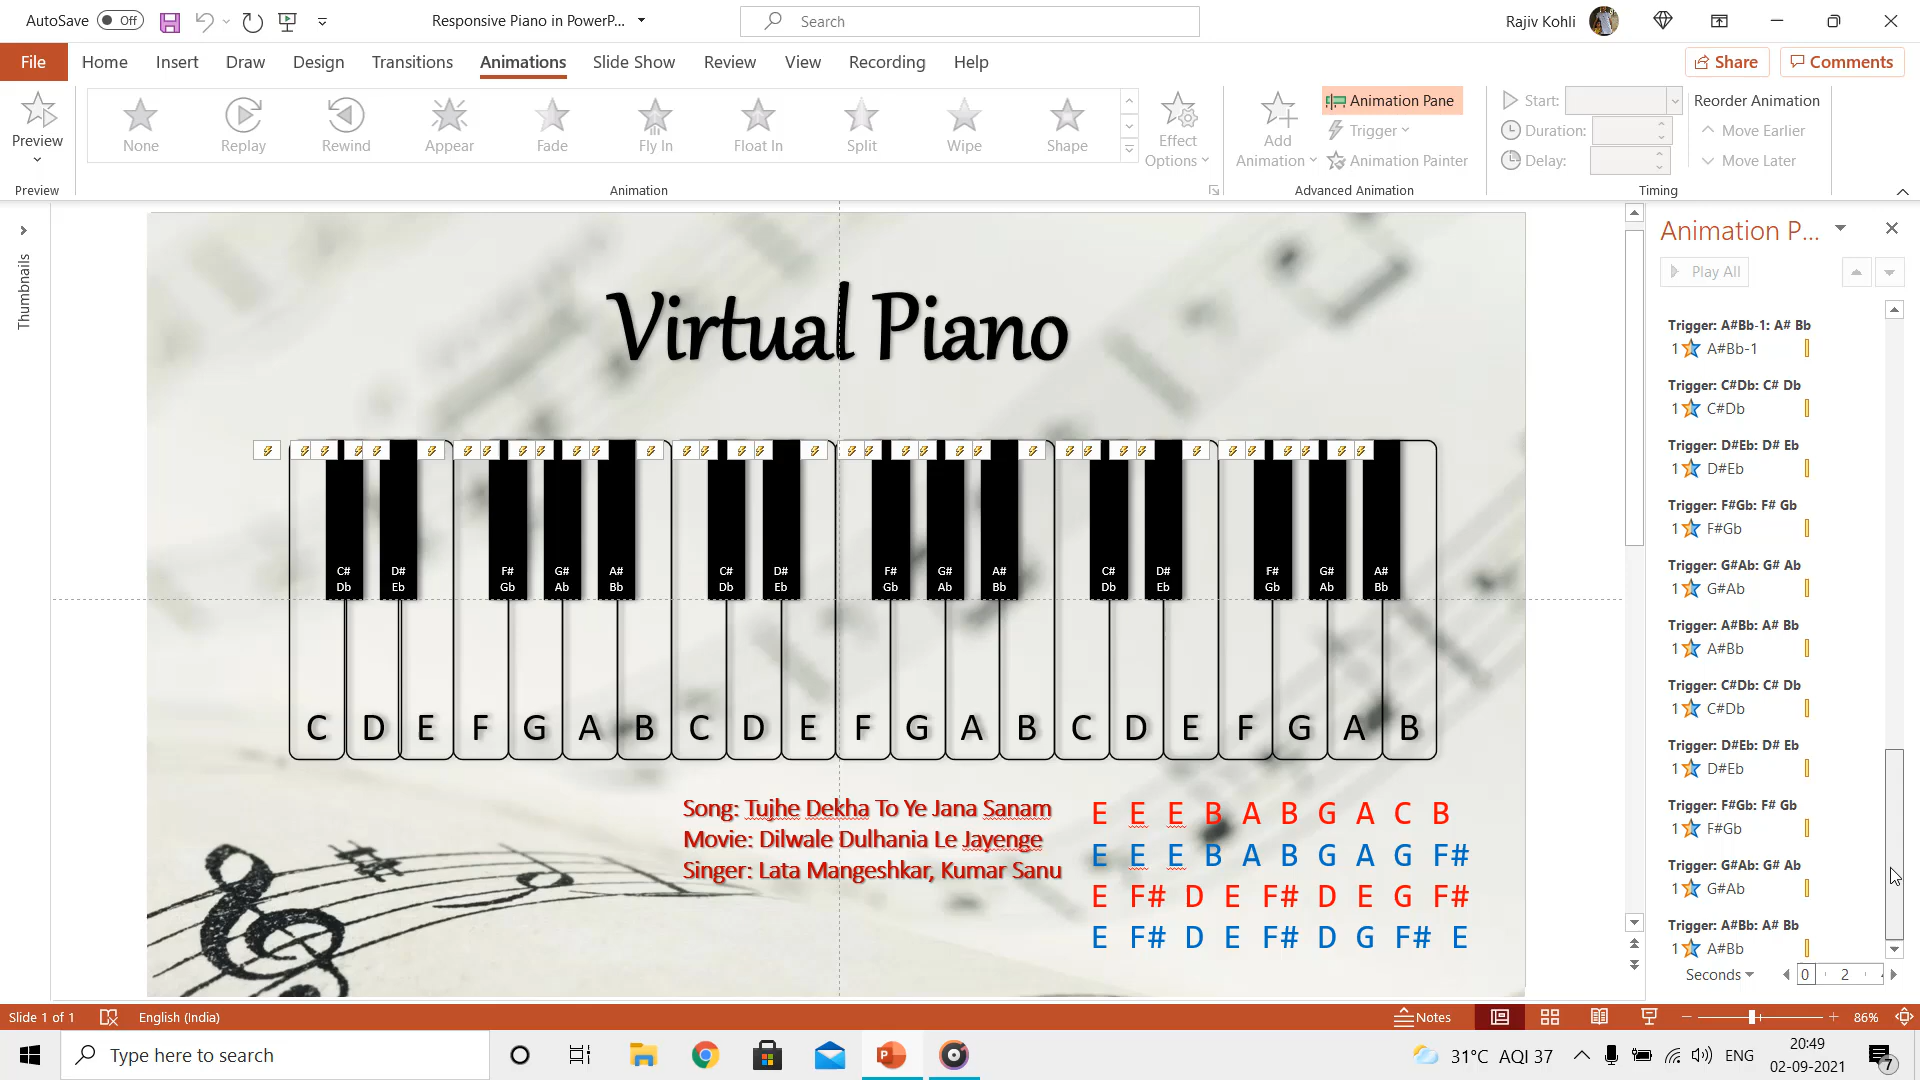 AutoSave Off Responsive Piano in PowerP... Search Rajiv Kohli
File Home Insert Draw Design Transitions Animations Slide Show Review View Recording Help Share Comments
Preview
None Replay Rewind Appear Fade Fly In Float In Split Wipe Shape
Effect Options
Add Animation
Animation Pane
Trigger
Animation Painter
Start:
Duration:
Delay:
Reorder Animation
Move Earlier
Move Later
Preview Animation Advanced Animation Timing
Thumbnails
Virtual Piano
C# D# F# G# A# C# D# F# G# A# C# D# F# G# A#
Db Eb Gb Ab Bb Db Eb Gb Ab Bb Db Eb Gb Ab Bb
C D E F G A B C D E F G A B C D E F G A B
Song: Tujhe Dekha To Ye Jana Sanam
Movie: Dilwale Dulhania Le Jayenge
Singer: Lata Mangeshkar, Kumar Sanu
E E E B A B G A C B
E E E B A B G A G F#
E F# D E F# D E G F#
E F# D E F# D G F# E
Animation P...
Play All
Trigger: A#Bb-1: A# Bb
1 A#Bb-1
Trigger: C#Db: C# Db
1 C#Db
Trigger: D#Eb: D# Eb
1 D#Eb
Trigger: F#Gb: F# Gb
1 F#Gb
Trigger: G#Ab: G# Ab
1 G#Ab
Trigger: A#Bb: A# Bb
1 A#Bb
Trigger: C#Db: C# Db
1 C#Db
Trigger: D#Eb: D# Eb
1 D#Eb
Trigger: F#Gb: F# Gb
1 F#Gb
Trigger: G#Ab: G# Ab
1 G#Ab
Trigger: A#Bb: A# Bb
1 A#Bb
Seconds 0 2
Slide 1 of 1 English (India) Notes 86%
Type here to search 31°C AQI 37 ENG 20:49
02-09-2021 7